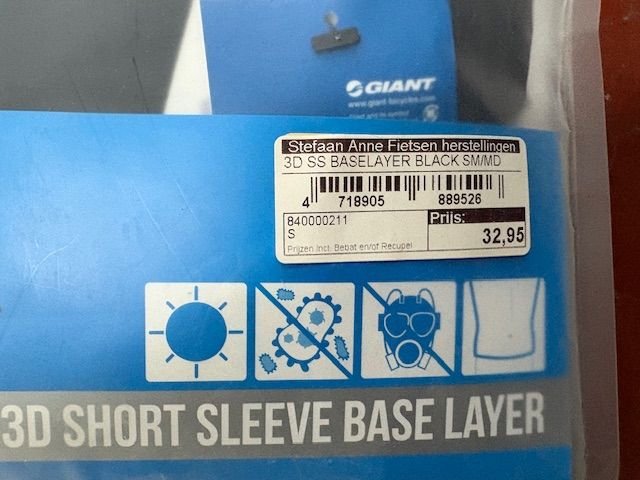 GIANT
www.giant-bicycles.com
Stefaan Anne Fietsen herstellingen
3D SS BASELAYER BLACK SM/MD
4 718905 889526
840000211
S
Prijs:
32,95
Prijzen incl. Bebat en/of Recupel
3D SHORT SLEEVE BASE LAYER